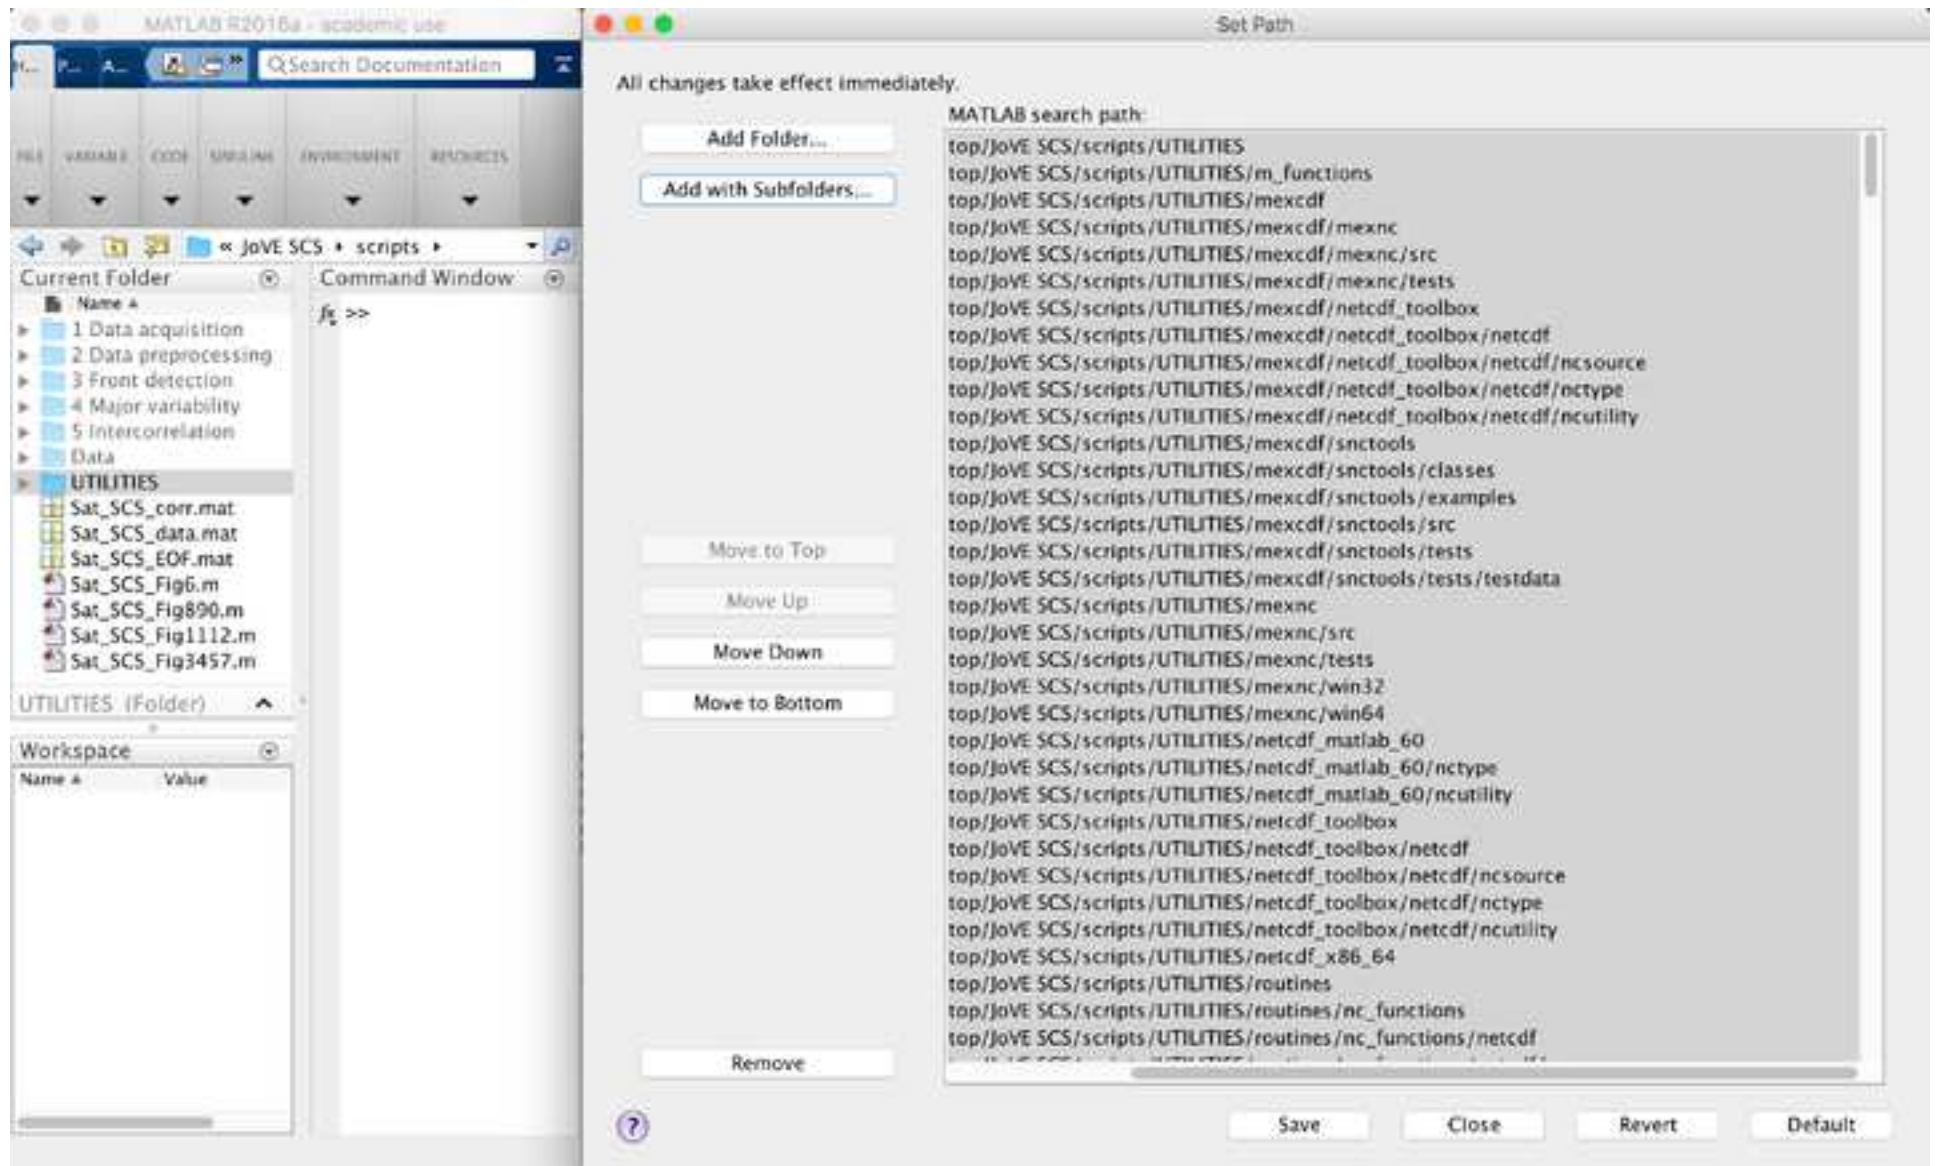 MATLAB R2016a - academic use
H... P... A... » Search Documentation
FILE VARIABLE CODE SIMULINK ENVIRONMENT RESOURCES
« JoVE SCS ▸ scripts ▸
Current Folder
Name
1 Data acquisition
2 Data preprocessing
3 Front detection
4 Major variability
5 Intercorrelation
Data
UTILITIES
Sat_SCS_corr.mat
Sat_SCS_data.mat
Sat_SCS_EOF.mat
Sat_SCS_Fig6.m
Sat_SCS_Fig890.m
Sat_SCS_Fig1112.m
Sat_SCS_Fig3457.m
UTILITIES (Folder)
Workspace
Name Value
Command Window
fx >>
Set Path
All changes take effect immediately.
Add Folder...
Add with Subfolders...
Move to Top
Move Up
Move Down
Move to Bottom
Remove
MATLAB search path:
top/JoVE SCS/scripts/UTILITIES
top/JoVE SCS/scripts/UTILITIES/m_functions
top/JoVE SCS/scripts/UTILITIES/mexcdf
top/JoVE SCS/scripts/UTILITIES/mexcdf/mexnc
top/JoVE SCS/scripts/UTILITIES/mexcdf/mexnc/src
top/JoVE SCS/scripts/UTILITIES/mexcdf/mexnc/tests
top/JoVE SCS/scripts/UTILITIES/mexcdf/netcdf_toolbox
top/JoVE SCS/scripts/UTILITIES/mexcdf/netcdf_toolbox/netcdf
top/JoVE SCS/scripts/UTILITIES/mexcdf/netcdf_toolbox/netcdf/ncsource
top/JoVE SCS/scripts/UTILITIES/mexcdf/netcdf_toolbox/netcdf/nctype
top/JoVE SCS/scripts/UTILITIES/mexcdf/netcdf_toolbox/netcdf/ncutility
top/JoVE SCS/scripts/UTILITIES/mexcdf/snctools
top/JoVE SCS/scripts/UTILITIES/mexcdf/snctools/classes
top/JoVE SCS/scripts/UTILITIES/mexcdf/snctools/examples
top/JoVE SCS/scripts/UTILITIES/mexcdf/snctools/src
top/JoVE SCS/scripts/UTILITIES/mexcdf/snctools/tests
top/JoVE SCS/scripts/UTILITIES/mexcdf/snctools/tests/testdata
top/JoVE SCS/scripts/UTILITIES/mexnc
top/JoVE SCS/scripts/UTILITIES/mexnc/src
top/JoVE SCS/scripts/UTILITIES/mexnc/tests
top/JoVE SCS/scripts/UTILITIES/mexnc/win32
top/JoVE SCS/scripts/UTILITIES/mexnc/win64
top/JoVE SCS/scripts/UTILITIES/netcdf_matlab_60
top/JoVE SCS/scripts/UTILITIES/netcdf_matlab_60/nctype
top/JoVE SCS/scripts/UTILITIES/netcdf_matlab_60/ncutility
top/JoVE SCS/scripts/UTILITIES/netcdf_toolbox
top/JoVE SCS/scripts/UTILITIES/netcdf_toolbox/netcdf
top/JoVE SCS/scripts/UTILITIES/netcdf_toolbox/netcdf/ncsource
top/JoVE SCS/scripts/UTILITIES/netcdf_toolbox/netcdf/nctype
top/JoVE SCS/scripts/UTILITIES/netcdf_toolbox/netcdf/ncutility
top/JoVE SCS/scripts/UTILITIES/netcdf_x86_64
top/JoVE SCS/scripts/UTILITIES/routines
top/JoVE SCS/scripts/UTILITIES/routines/nc_functions
top/JoVE SCS/scripts/UTILITIES/routines/nc_functions/netcdf
? Save Close Revert Default